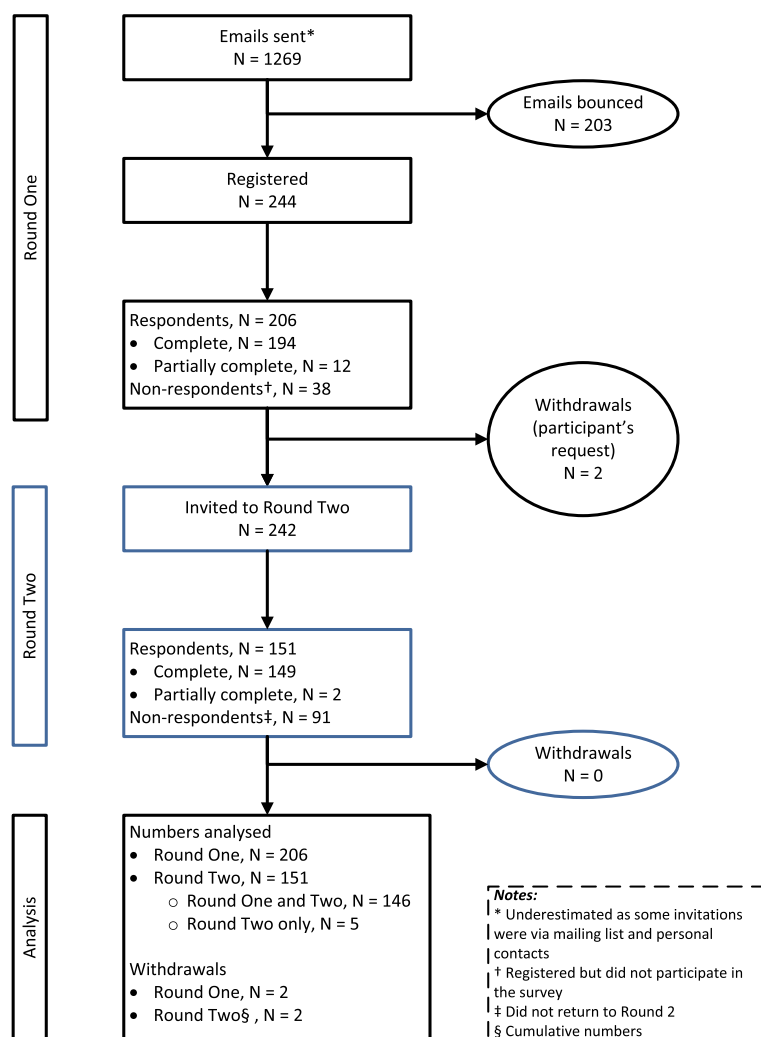 Round One
Emails sent*
N = 1269
Emails bounced
N = 203
Registered
N = 244
Respondents, N = 206
• Complete, N = 194
• Partially complete, N = 12
Non-respondents†, N = 38
Withdrawals
(participant's
request)
N = 2
Round Two
Invited to Round Two
N = 242
Respondents, N = 151
• Complete, N = 149
• Partially complete, N = 2
Non-respondents‡, N = 91
Withdrawals
N = 0
Analysis
Numbers analysed
• Round One, N = 206
• Round Two, N = 151
○ Round One and Two, N = 146
○ Round Two only, N = 5
Withdrawals
• Round One, N = 2
• Round Two§ , N = 2
Notes:
* Underestimated as some invitations
were via mailing list and personal
contacts
† Registered but did not participate in
the survey
‡ Did not return to Round 2
§ Cumulative numbers